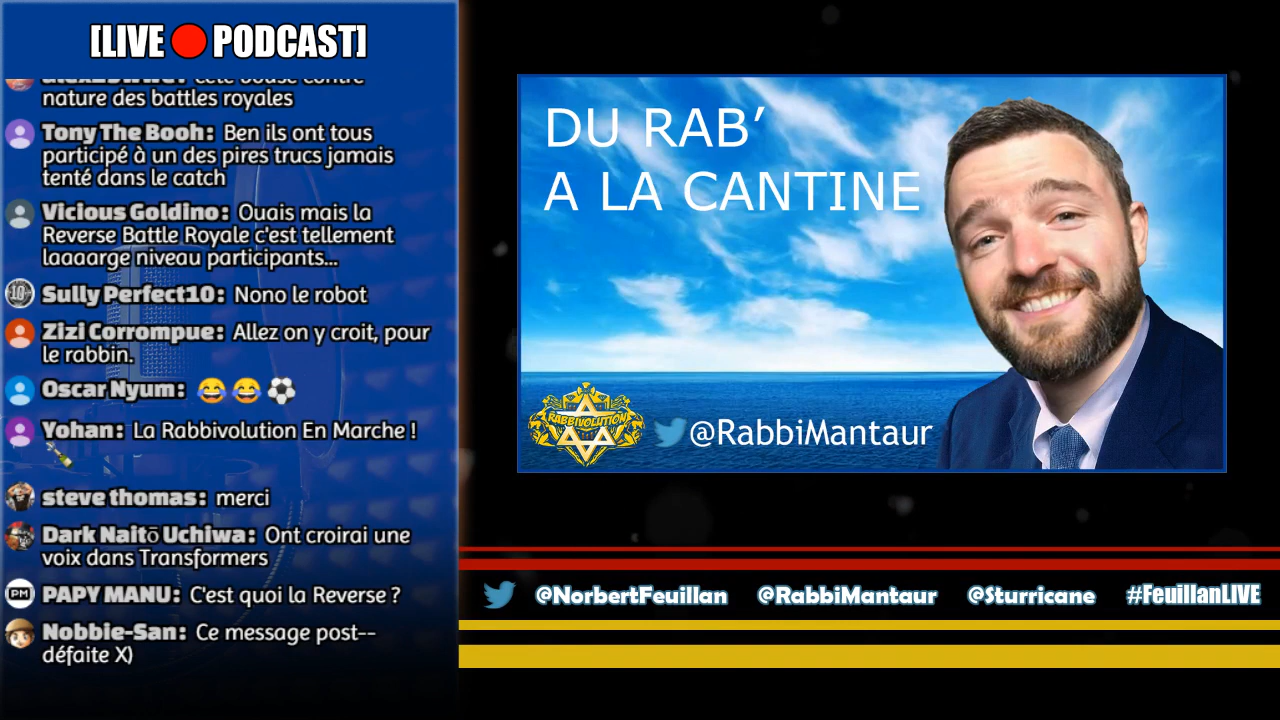 [LIVE PODCAST]
nature des battles royales
Tony The Booh: Ben ils ont tous
participé à un des pires trucs jamais
tenté dans le catch
Vicious Goldino: Ouais mais la
Reverse Battle Royale c'est tellement
laaaarge niveau participants...
10
Sully Perfect10: Nono le robot
Zizi Corrompue: Allez on y croit, pour
le rabbin.
Oscar Nyum: 😂😂⚽
Yohan: La Rabbivolution En Marche !
🍾
steve thomas: merci
Dark Naitō Uchiwa: Ont croirai une
voix dans Transformers
PM
PAPY MANU: C'est quoi la Reverse ?
Nobbie-San: Ce message post--
défaite X)
DU RAB'
A LA CANTINE
RABBIVOLUTION
@RabbiMantaur
@NorbertFeuillan @RabbiMantaur @Sturricane #FeuillanLIVE